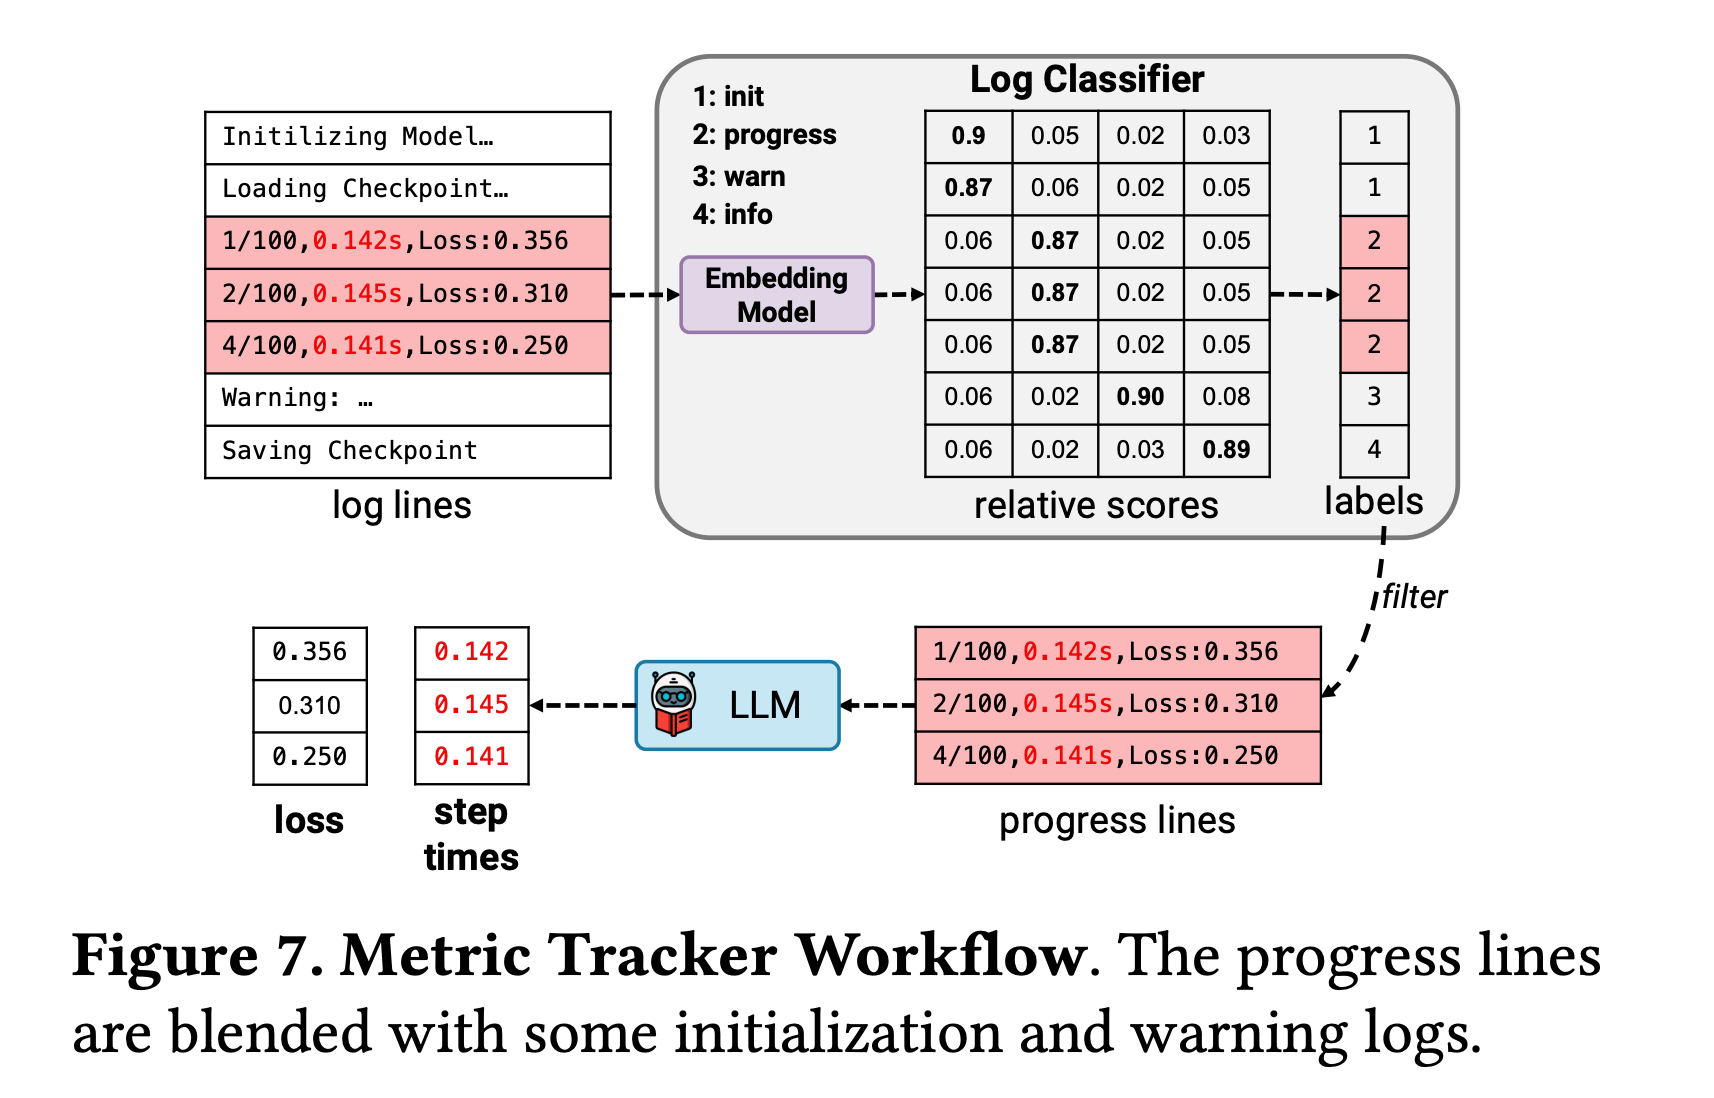 Log Classifier
1: init
2: progress
3: warn
4: info
Initilizing Model…
Loading Checkpoint…
1/100,0.142s,Loss:0.356
2/100,0.145s,Loss:0.310
4/100,0.141s,Loss:0.250
Warning: …
Saving Checkpoint
log lines
Embedding
Model
0.9 0.05 0.02 0.03
0.87 0.06 0.02 0.05
0.06 0.87 0.02 0.05
0.06 0.87 0.02 0.05
0.06 0.87 0.02 0.05
0.06 0.02 0.90 0.08
0.06 0.02 0.03 0.89
relative scores
1
1
2
2
2
3
4
labels
filter
1/100,0.142s,Loss:0.356
2/100,0.145s,Loss:0.310
4/100,0.141s,Loss:0.250
progress lines
LLM
0.142
0.145
0.141
step
times
0.356
0.310
0.250
loss
Figure 7. Metric Tracker Workflow. The progress lines
are blended with some initialization and warning logs.